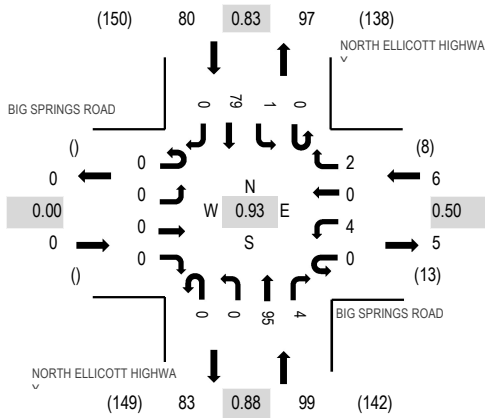 (150) 80 0.83 97 (138)
NORTH ELLICOTT HIGHWA
Y
BIG SPRINGS ROAD
0 79 1 0
()
0
0.00
0
()
0
0
0
0
N
W 0.93 E
S
2
0
4
0
(8)
6
0.50
5
(13)
0 0 95 4
BIG SPRINGS ROAD
NORTH ELLICOTT HIGHWA
Y
(149) 83 0.88 99 (142)